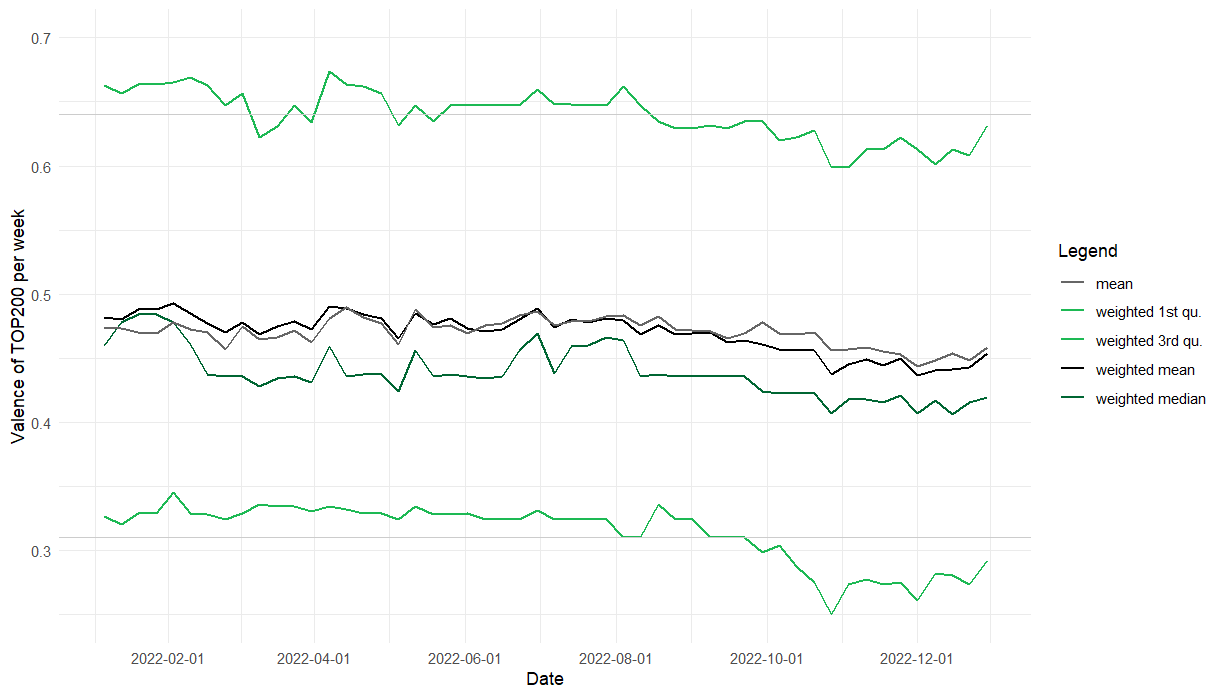 0.7
0.6
0.5
0.4
0.3
Valence of TOP200 per week
2022-02-01
2022-04-01
2022-06-01
2022-08-01
2022-10-01
2022-12-01
Date
Legend
mean
weighted 1st qu.
weighted 3rd qu.
weighted mean
weighted median